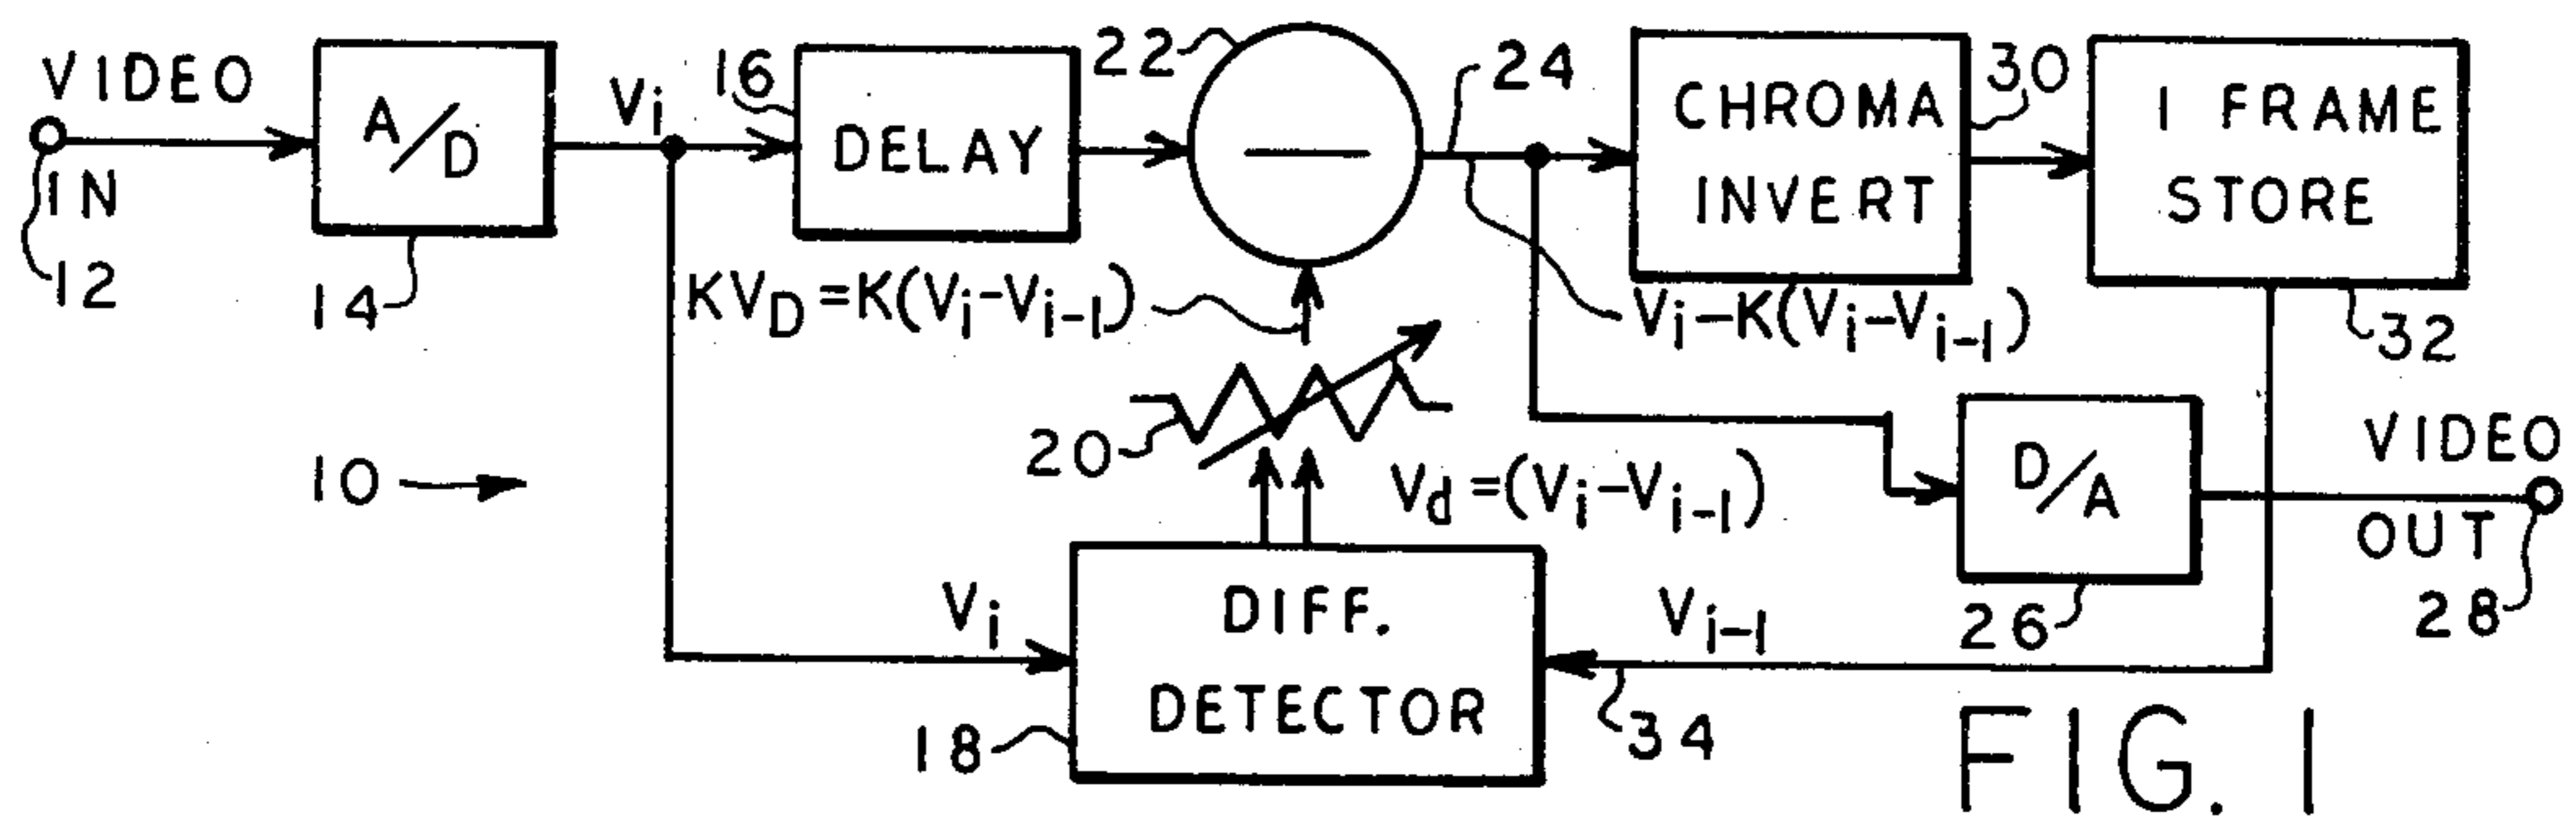 VIDEO
IN
12
A/D
14
Vi
16
DELAY
22
24
CHROMA
INVERT
30
1 FRAME
STORE
32
KVD = K(Vi-Vi-1)
Vi-K(Vi-Vi-1)
10
20
Vd = (Vi-Vi-1)
D/A
26
VIDEO
OUT
28
Vi
DIFF.
DETECTOR
18
Vi-1
34
FIG. 1